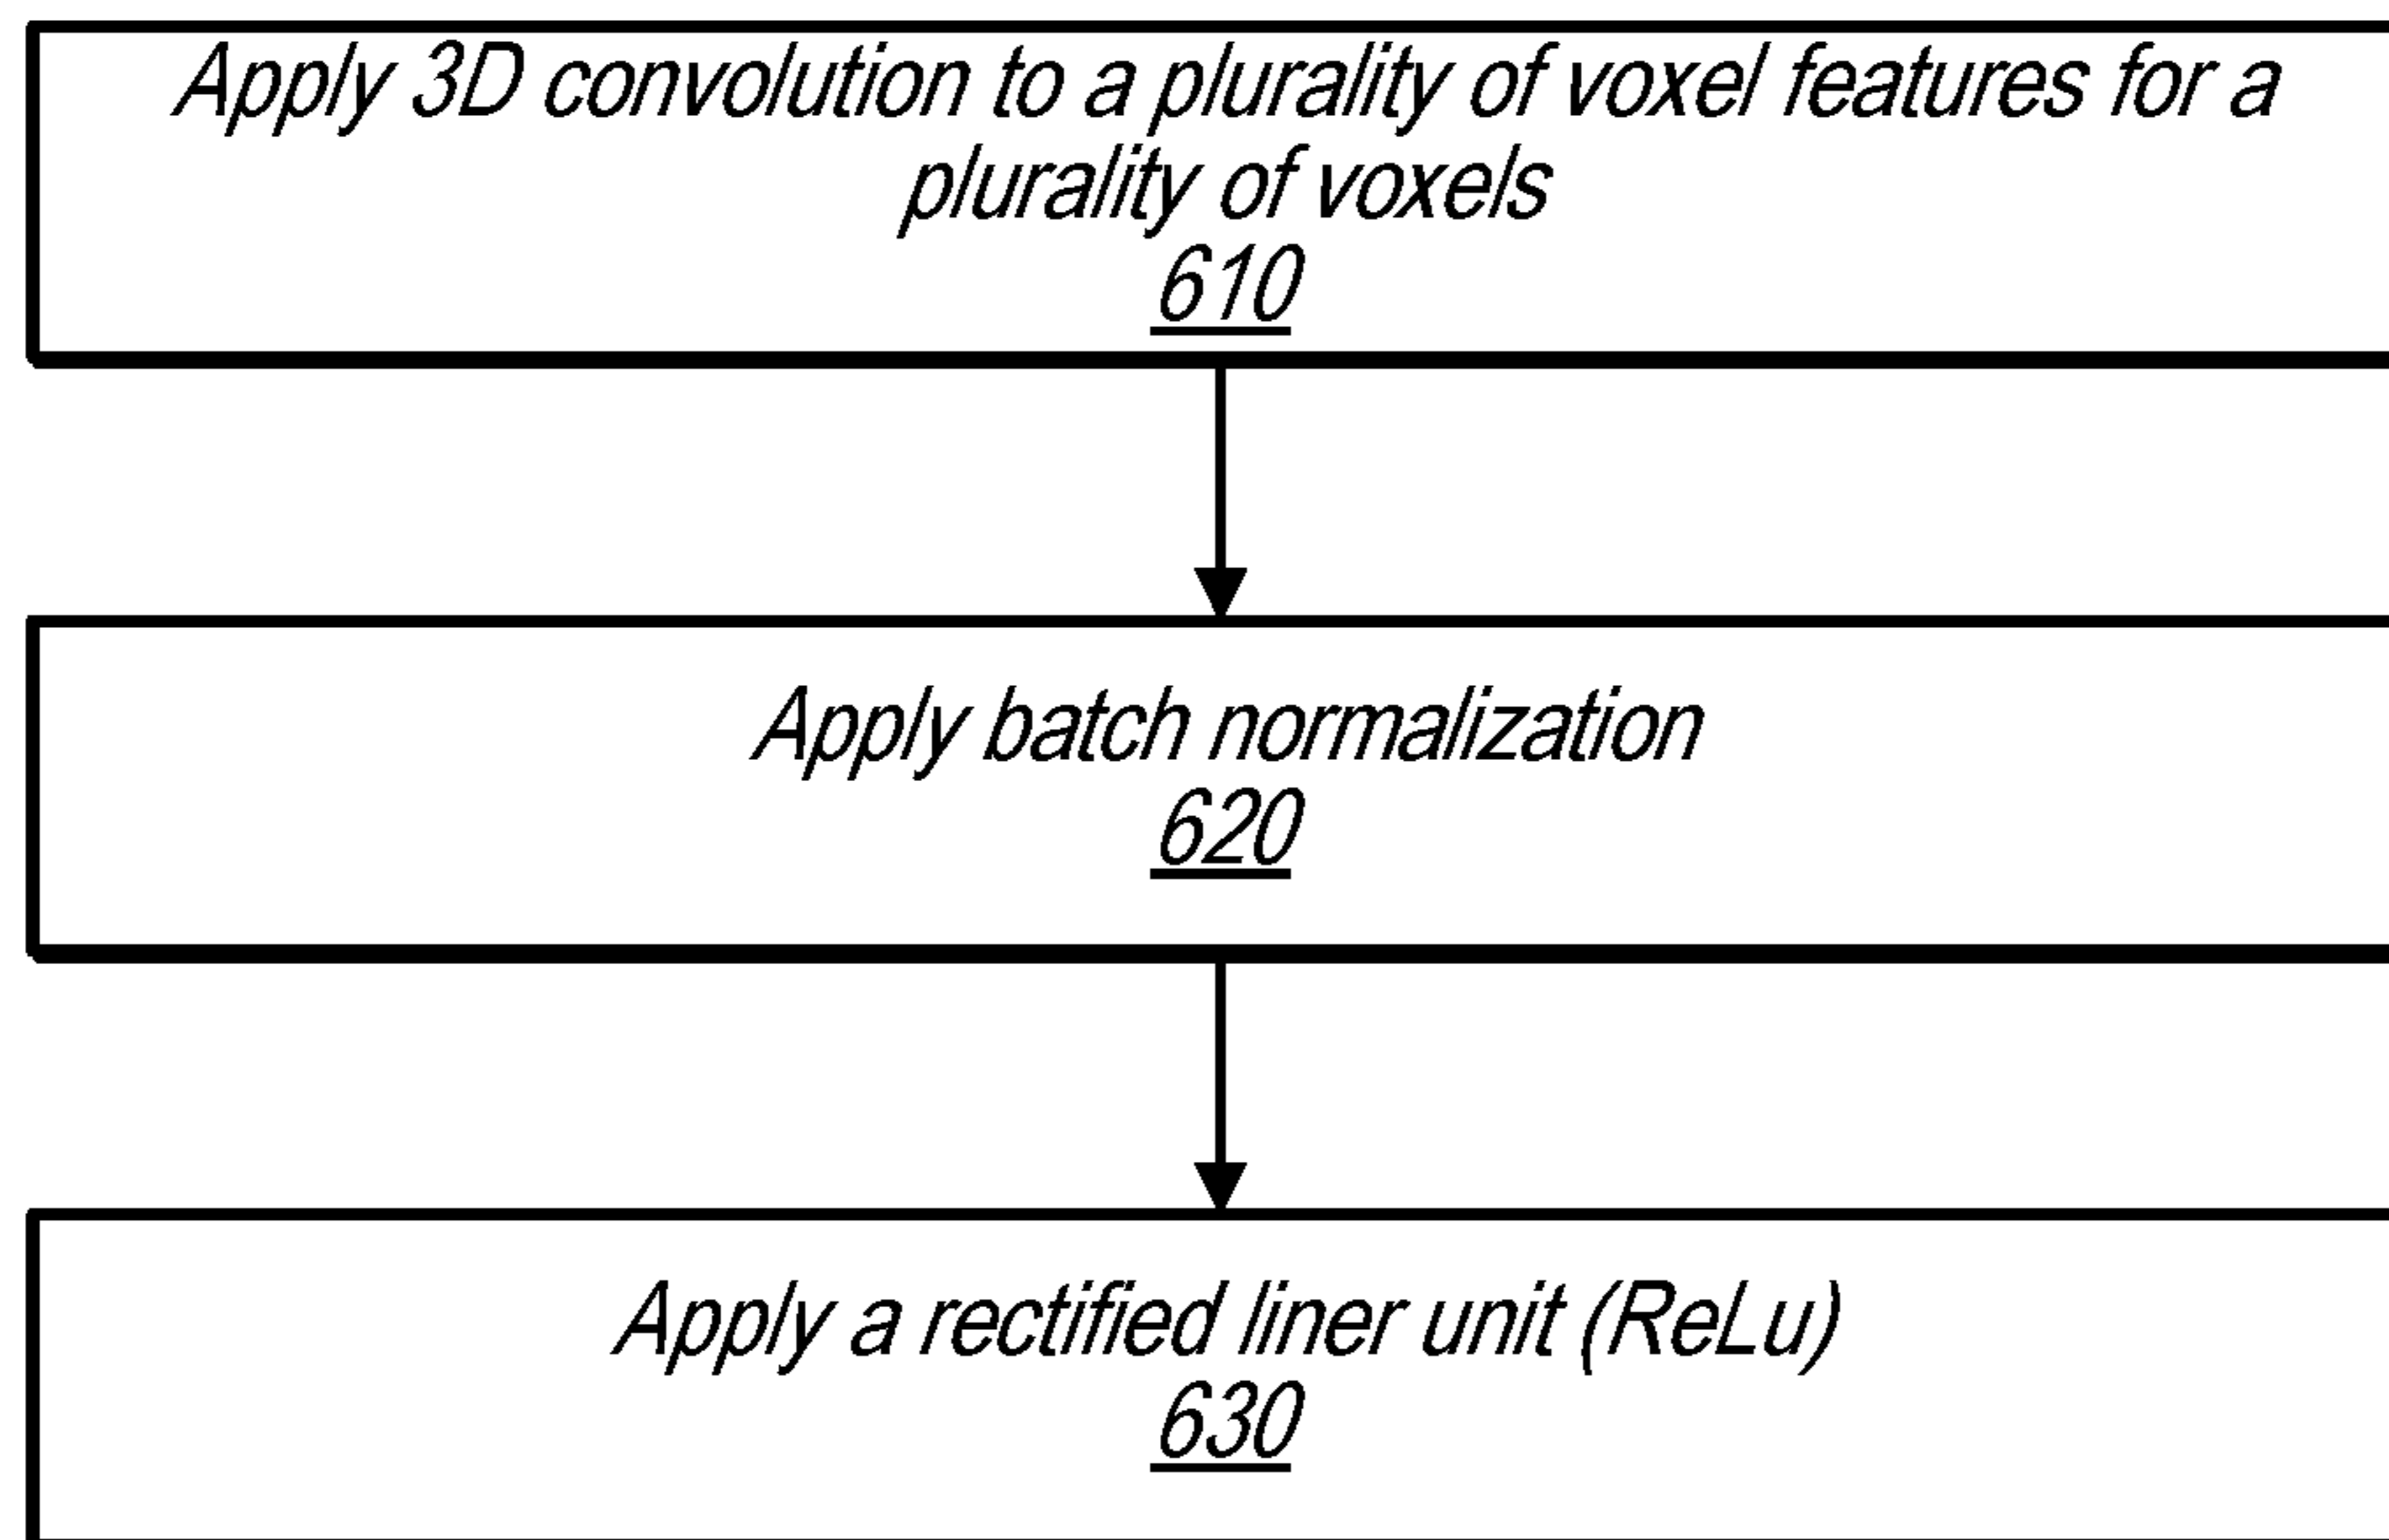 Apply 3D convolution to a plurality of voxel features for a
plurality of voxels
610
Apply batch normalization
620
Apply a rectified liner unit (ReLu)
630